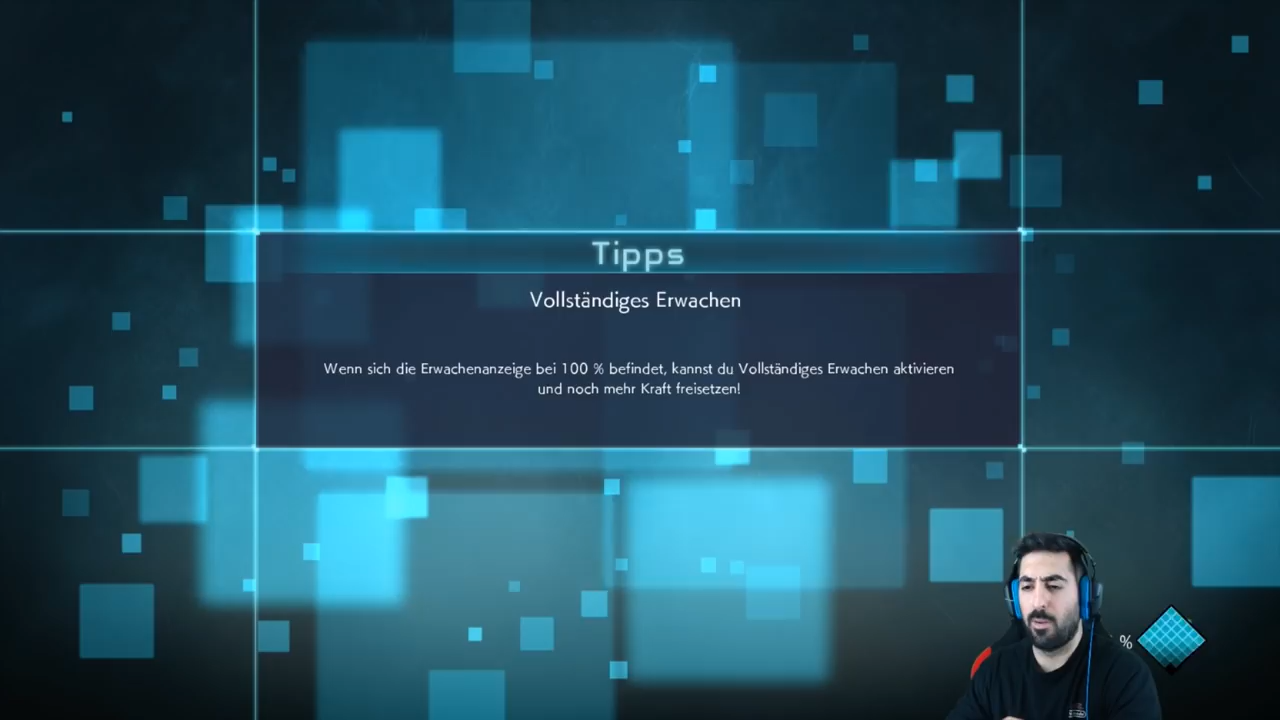 Tipps
Vollständiges Erwachen
Wenn sich die Erwachenanzeige bei 100 % befindet, kannst du Vollständiges Erwachen aktivieren
und noch mehr Kraft freisetzen!
%